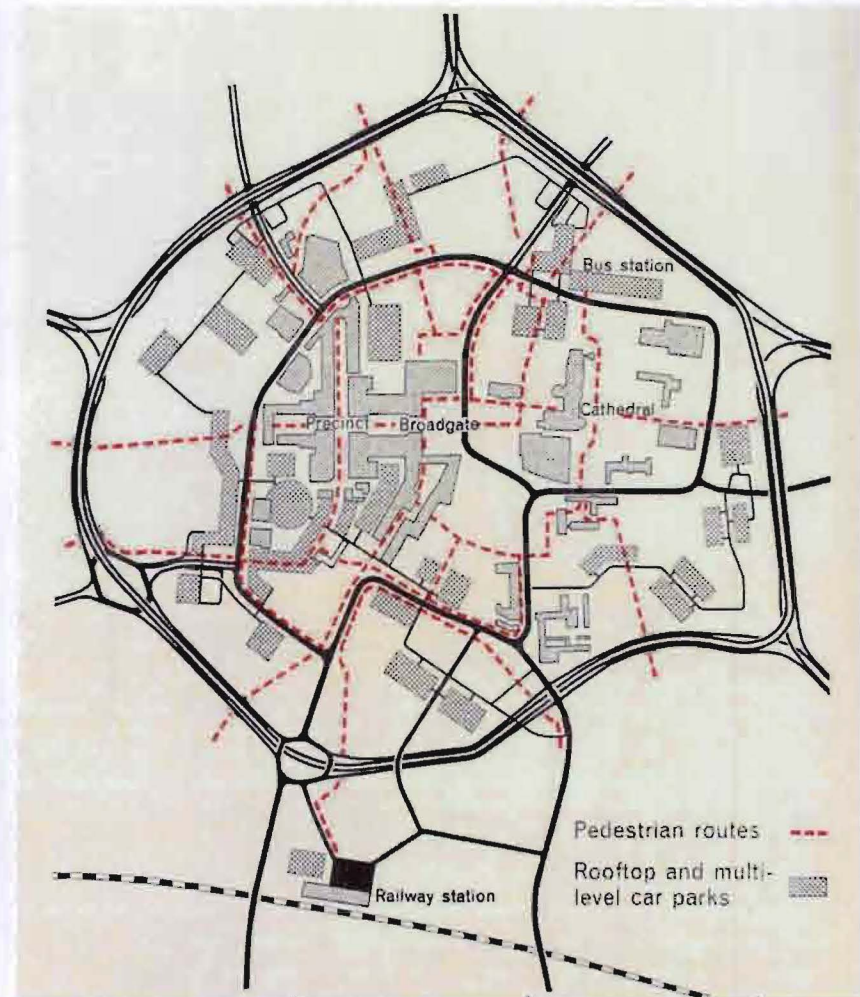 Bus station
Cathedral
Precinct
Broadgate
Pedestrian routes
Rooftop and multi-
level car parks
Railway station